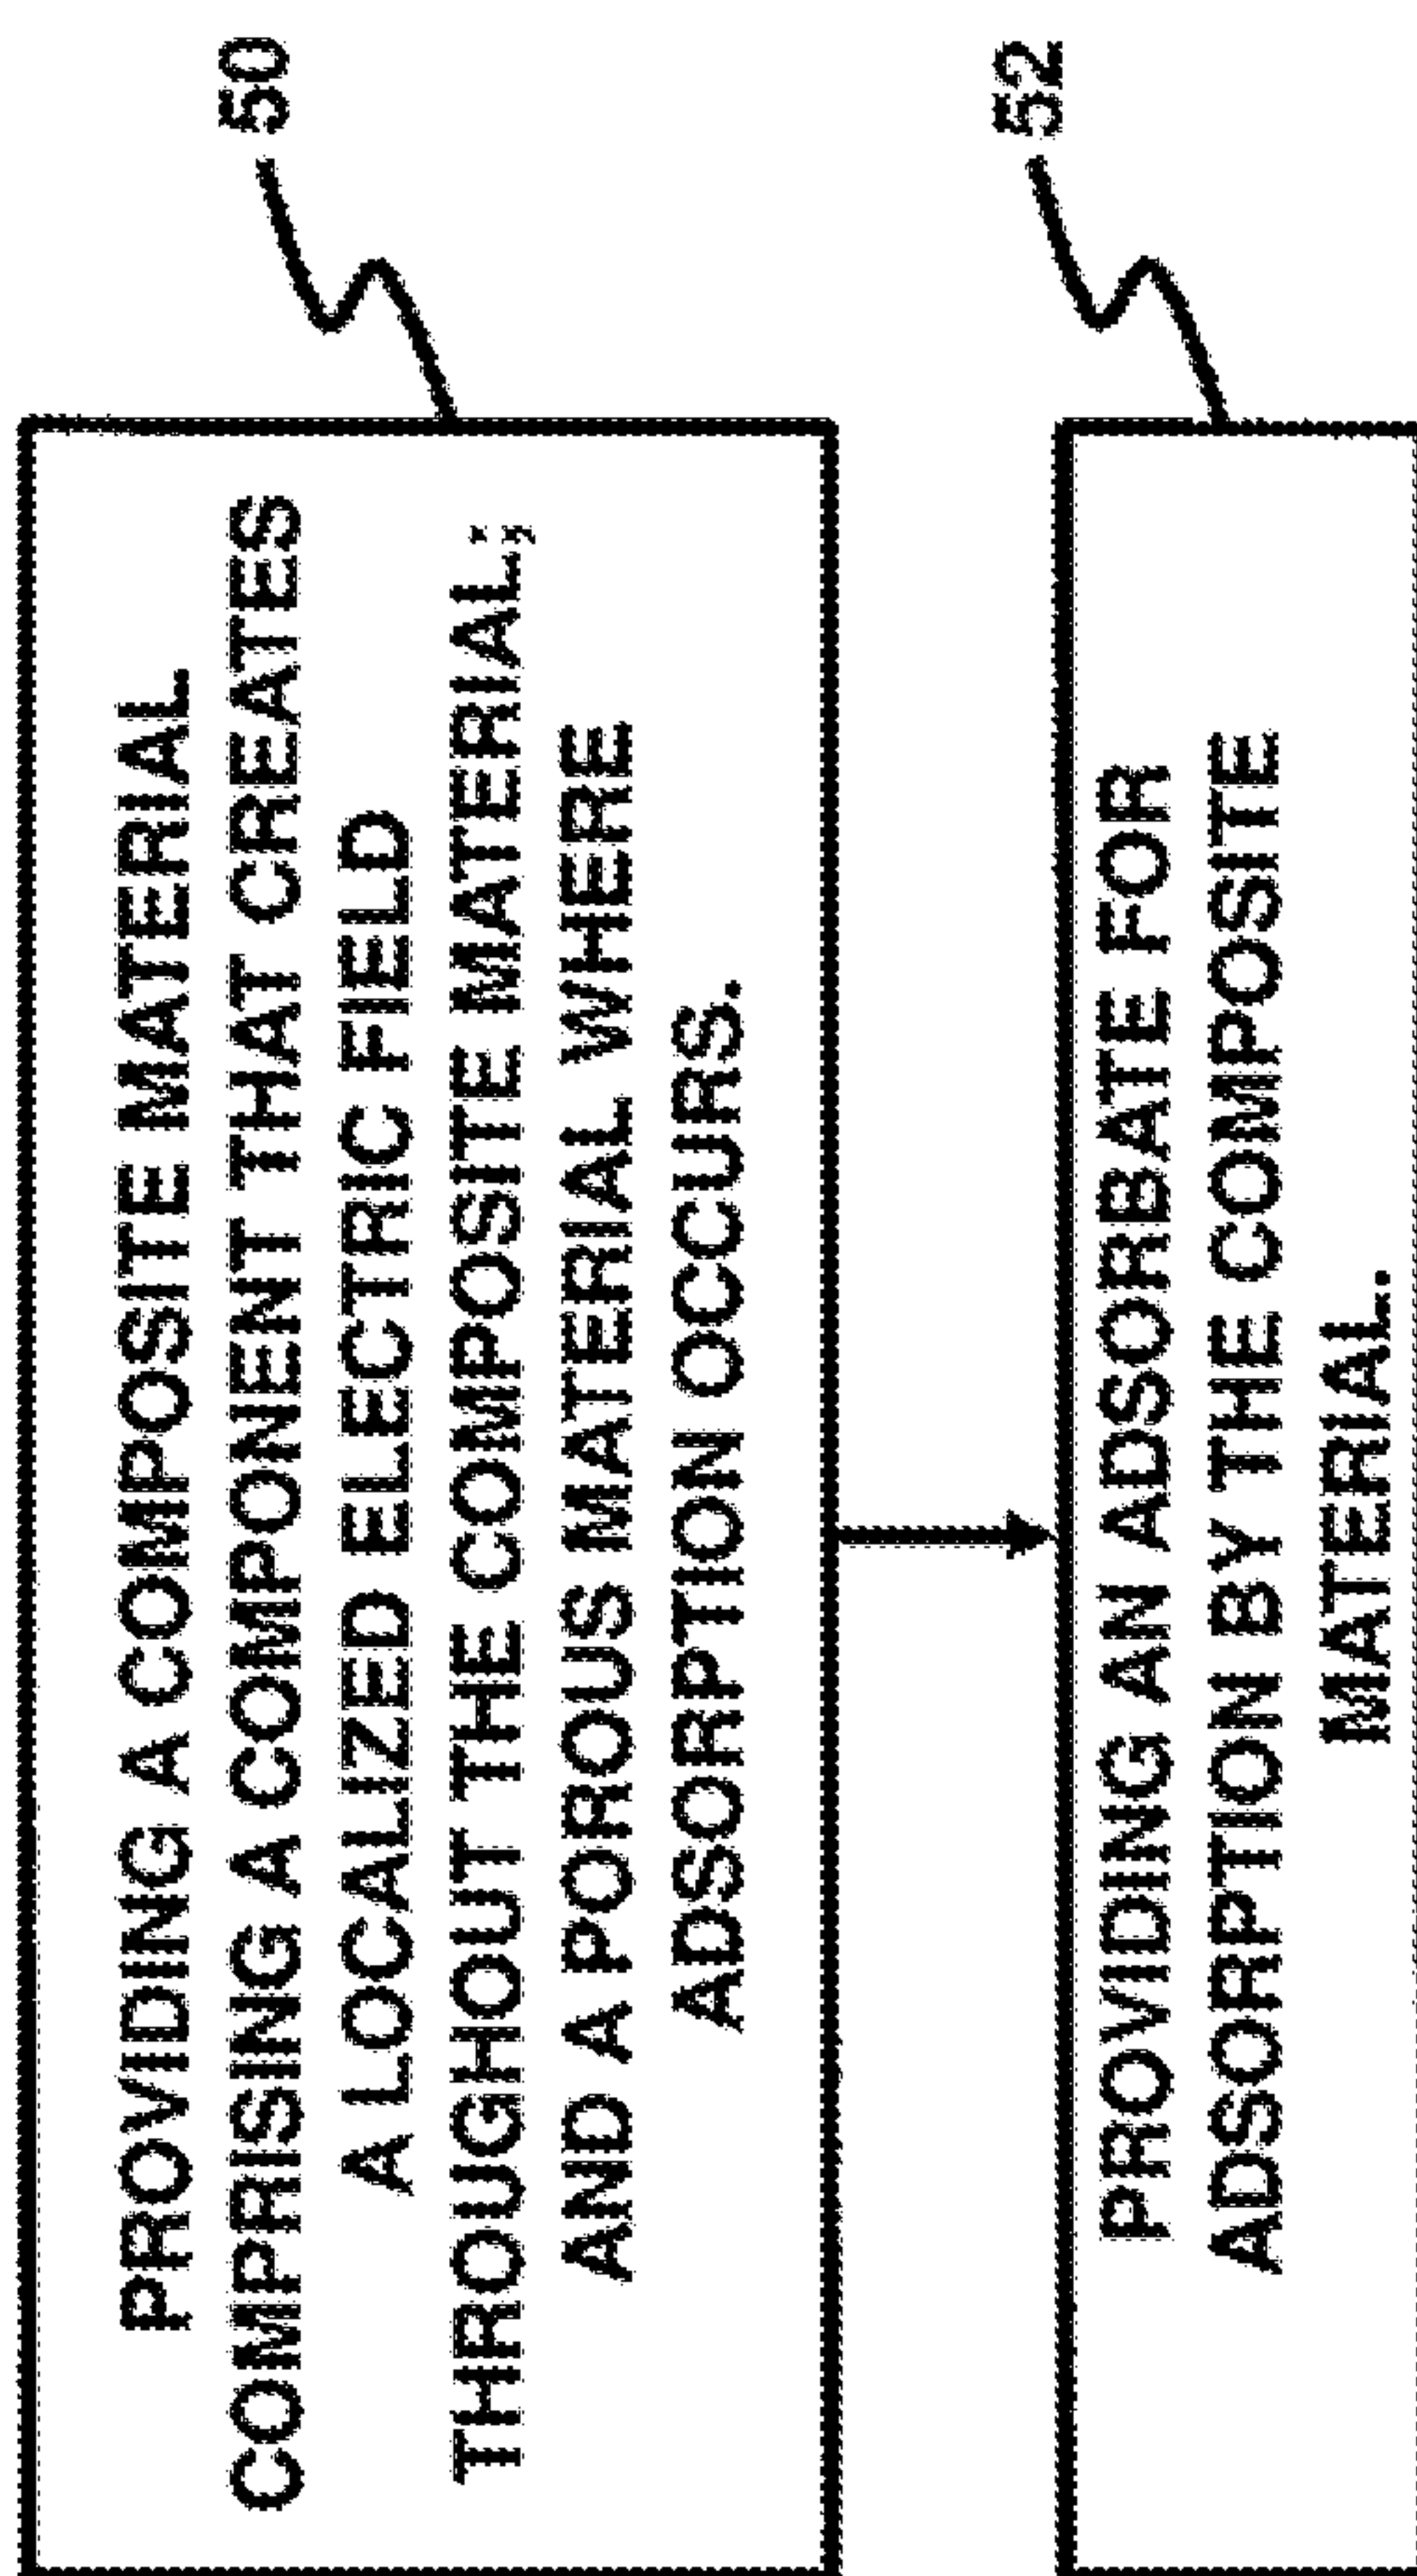 PROVIDING A COMPOSITE MATERIAL
COMPRISING A COMPONENT THAT CREATES
A LOCALIZED ELECTRIC FIELD
THROUGHOUT THE COMPOSITE MATERIAL;
AND A POROUS MATERIAL WHERE
ADSORPTION OCCURS.
50
PROVIDING AN ADSORBATE FOR
ADSORPTION BY THE COMPOSITE
MATERIAL.
52